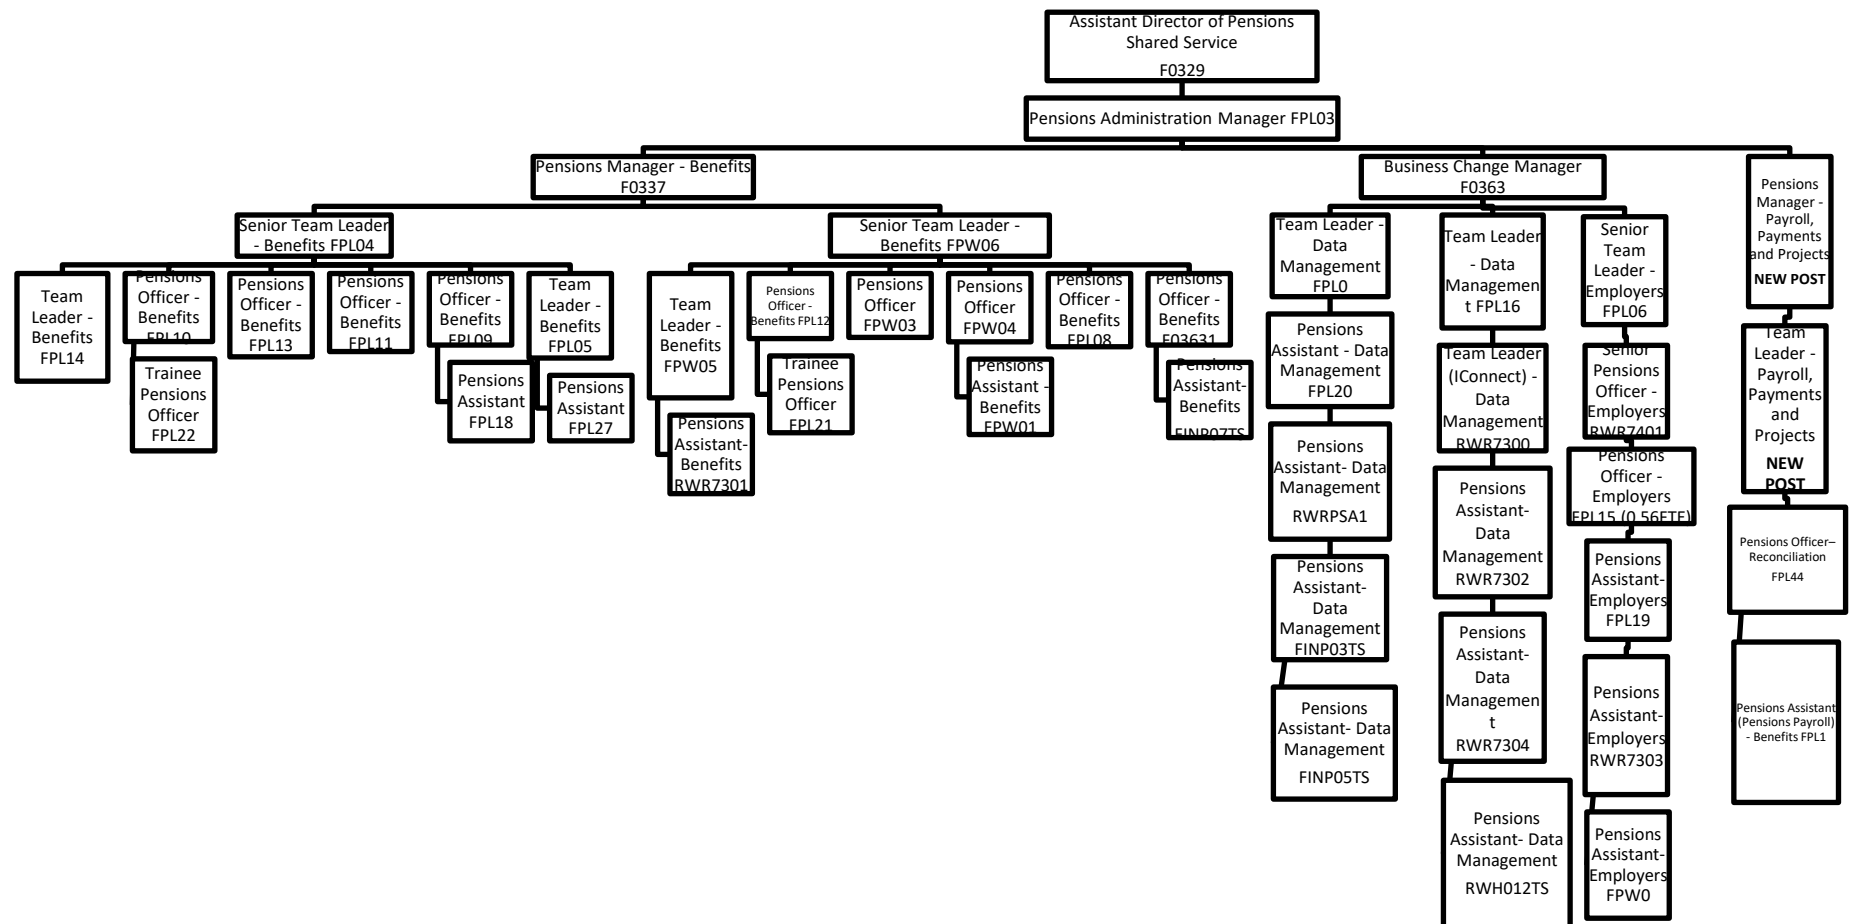 Assistant Director of Pensions
Shared Service
F0329
Pensions Administration Manager FPL03
Pensions Manager - Benefits
F0337
Business Change Manager
F0363
Pensions
Manager -
Payroll,
Payments
and Projects
NEW POST
Senior Team Leader
- Benefits FPL04
Senior Team Leader -
Benefits FPW06
Team Leader -
Data
Management
FPL0
Team Leader
- Data
Managemen
t FPL16
Senior
Team
Leader -
Employers
FPL06
Team
Leader -
Benefits
FPL14
Pensions
Officer -
Benefits
FPL10
Pensions
Officer -
Benefits
FPL13
Pensions
Officer -
Benefits
FPL11
Pensions
Officer -
Benefits
FPL09
Team
Leader -
Benefits
FPL05
Team
Leader -
Benefits
FPW05
Pensions
Officer -
Benefits FPL12
Pensions
Officer
FPW03
Pensions
Officer
FPW04
Pensions
Officer -
Benefits
FPL08
Pensions
Officer -
Benefits
F03631
Trainee
Pensions
Officer
FPL22
Pensions
Assistant
FPL18
Pensions
Assistant
FPL27
Pensions
Assistant-
Benefits
RWR7301
Trainee
Pensions
Officer
FPL21
Pensions
Assistant -
Benefits
FPW01
Pensions
Assistant-
Benefits
FINP07TS
Pensions
Assistant - Data
Management
FPL20
Pensions
Assistant- Data
Management
RWRPSA1
Pensions
Assistant-
Data
Management
FINP03TS
Pensions
Assistant- Data
Management
FINP05TS
Team Leader
(IConnect) -
Data
Management
RWR7300
Pensions
Assistant-
Data
Management
RWR7302
Pensions
Assistant-
Data
Managemen
t
RWR7304
Pensions
Assistant- Data
Management
RWH012TS
Senior
Pensions
Officer -
Employers
RWR7401
Pensions
Officer -
Employers
FPL15 (0.56FTE)
Pensions
Assistant-
Employers
FPL19
Pensions
Assistant-
Employers
RWR7303
Pensions
Assistant-
Employers
FPW0
Team
Leader -
Payroll,
Payments
and
Projects
NEW
POST
Pensions Officer–
Reconciliation
FPL44
Pensions Assistant
(Pensions Payroll)
- Benefits FPL1